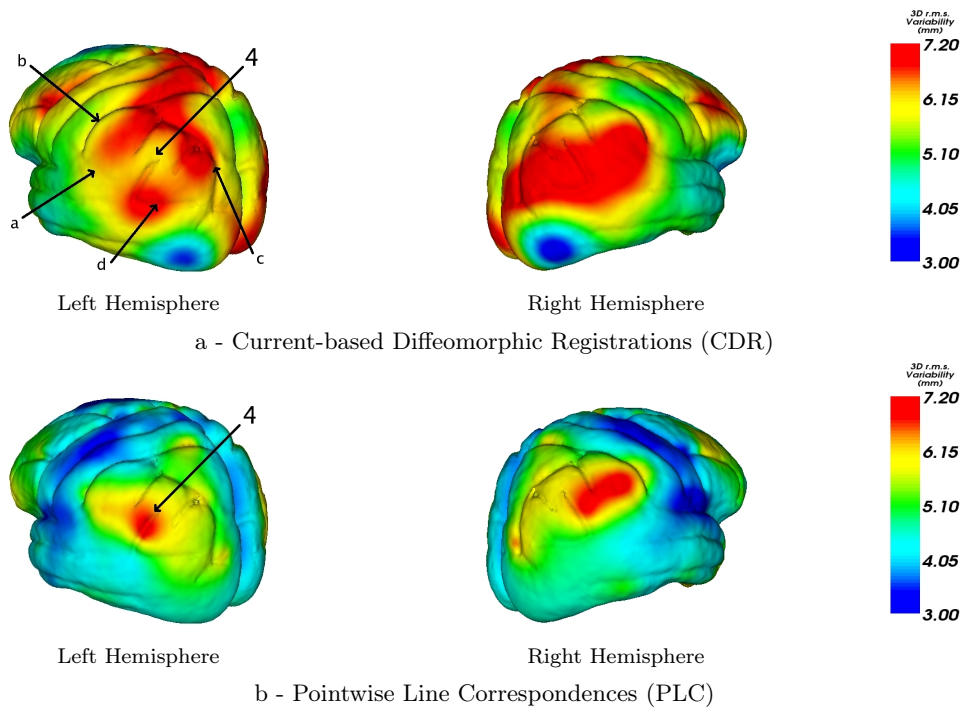 3D r.m.s.
Variability
(mm)
7.20
6.15
5.10
4.05
3.00
b
4
a
d
c
Left Hemisphere
Right Hemisphere
a - Current-based Diffeomorphic Registrations (CDR)
3D r.m.s.
Variability
(mm)
7.20
6.15
5.10
4.05
3.00
4
Left Hemisphere
Right Hemisphere
b - Pointwise Line Correspondences (PLC)